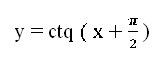 y = ctq ( x + π/2 )